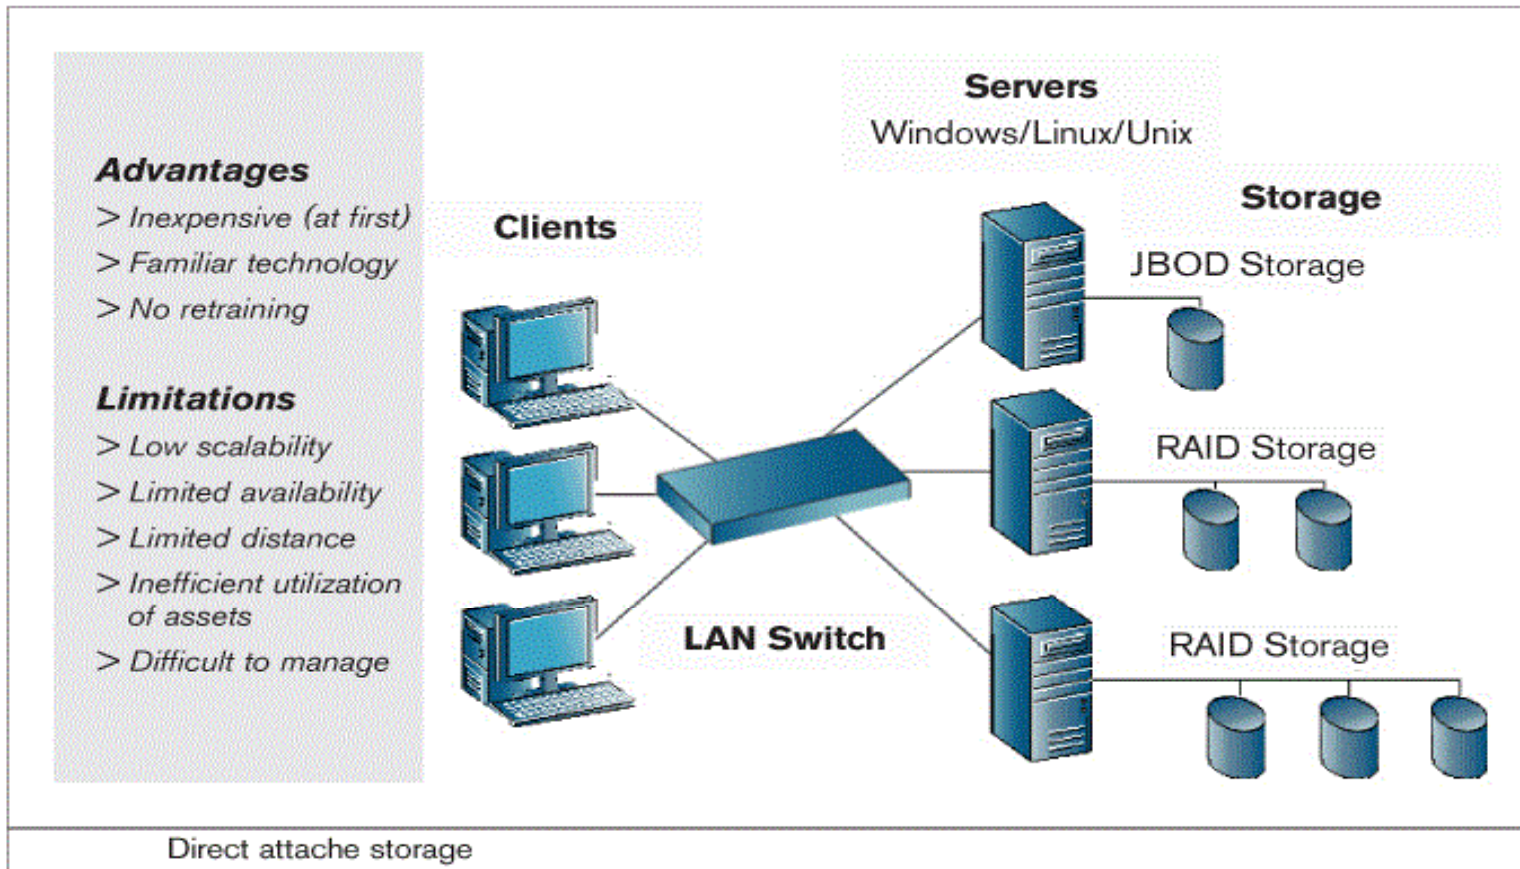 Advantages
> Inexpensive (at first)
> Familiar technology
> No retraining
Limitations
> Low scalability
> Limited availability
> Limited distance
> Inefficient utilization
of assets
> Difficult to manage
Clients
LAN Switch
Servers
Windows/Linux/Unix
Storage
JBOD Storage
RAID Storage
RAID Storage
Direct attache storage